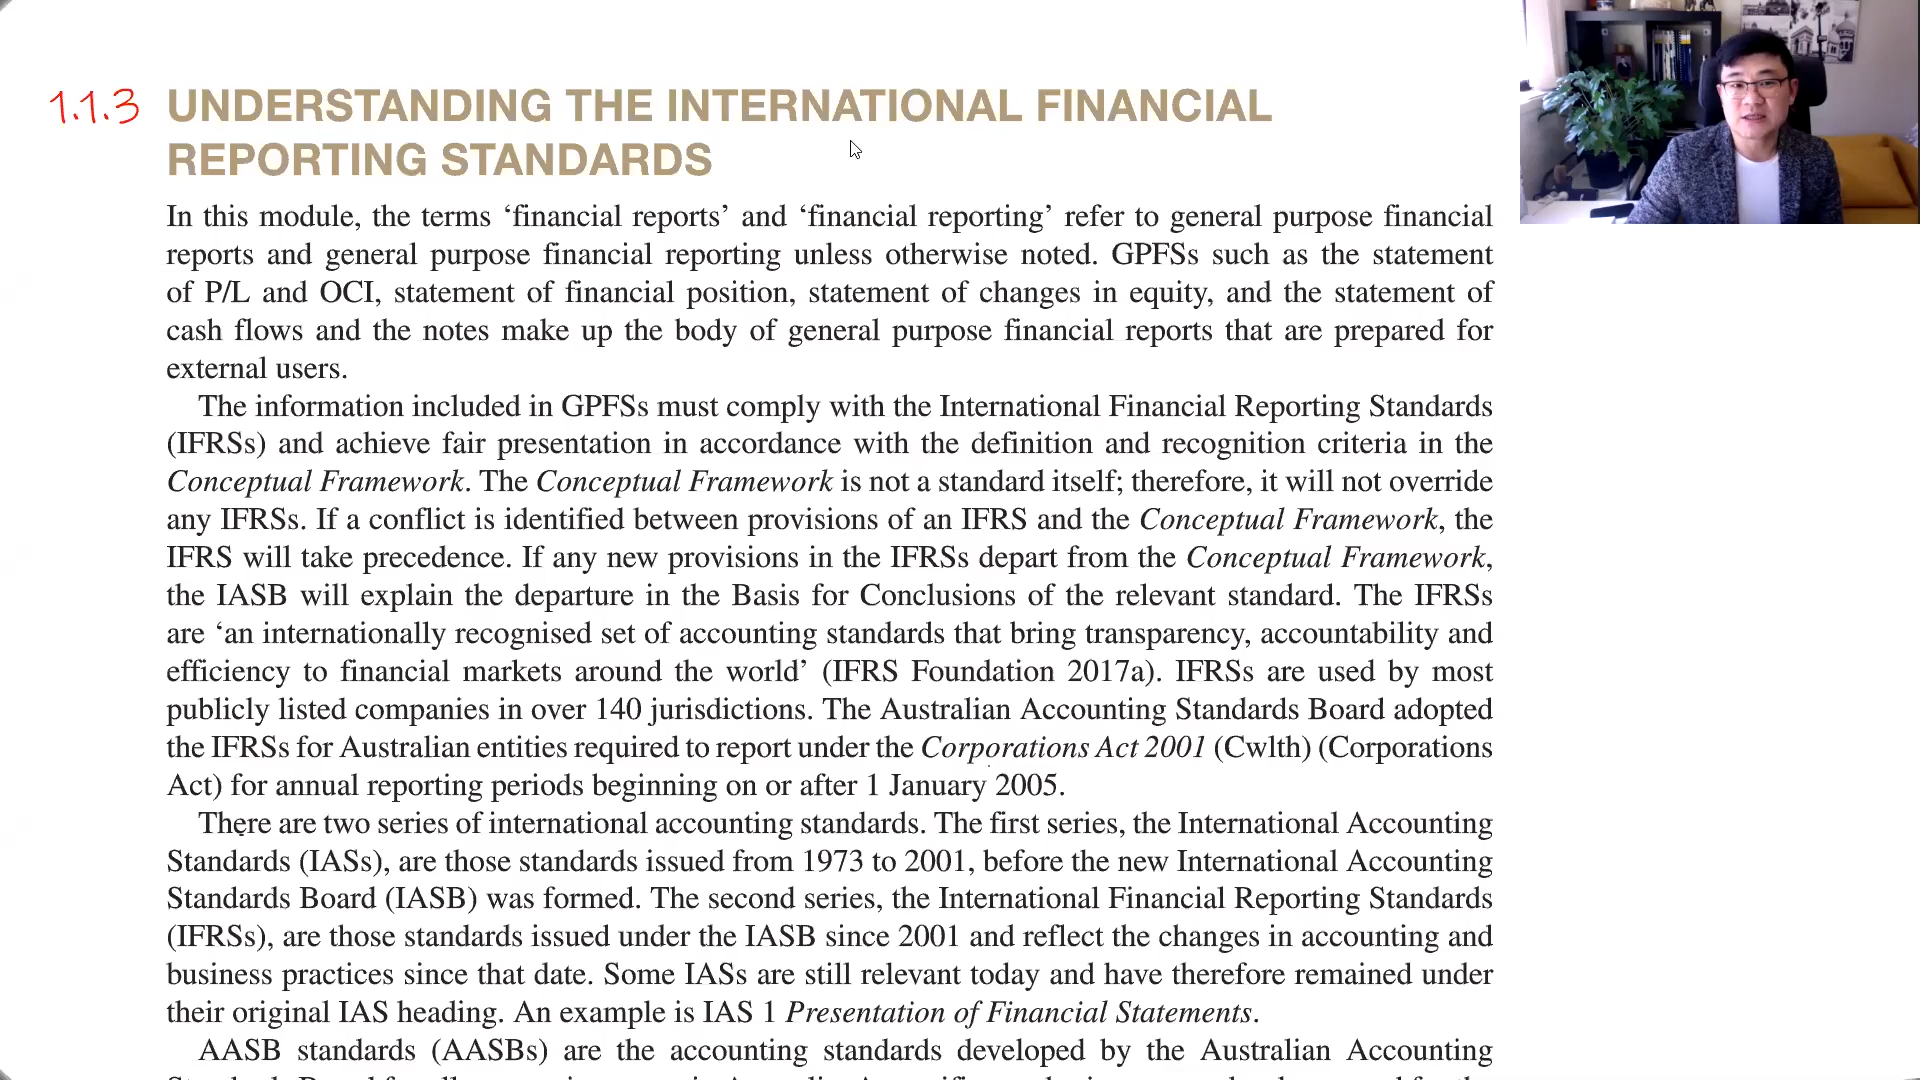 1.1.3 UNDERSTANDING THE INTERNATIONAL FINANCIAL
REPORTING STANDARDS
In this module, the terms ‘financial reports’ and ‘financial reporting’ refer to general purpose financial
reports and general purpose financial reporting unless otherwise noted. GPFSs such as the statement
of P/L and OCI, statement of financial position, statement of changes in equity, and the statement of
cash flows and the notes make up the body of general purpose financial reports that are prepared for
external users.
The information included in GPFSs must comply with the International Financial Reporting Standards
(IFRSs) and achieve fair presentation in accordance with the definition and recognition criteria in the
Conceptual Framework. The Conceptual Framework is not a standard itself; therefore, it will not override
any IFRSs. If a conflict is identified between provisions of an IFRS and the Conceptual Framework, the
IFRS will take precedence. If any new provisions in the IFRSs depart from the Conceptual Framework,
the IASB will explain the departure in the Basis for Conclusions of the relevant standard. The IFRSs
are ‘an internationally recognised set of accounting standards that bring transparency, accountability and
efficiency to financial markets around the world’ (IFRS Foundation 2017a). IFRSs are used by most
publicly listed companies in over 140 jurisdictions. The Australian Accounting Standards Board adopted
the IFRSs for Australian entities required to report under the Corporations Act 2001 (Cwlth) (Corporations
Act) for annual reporting periods beginning on or after 1 January 2005.
There are two series of international accounting standards. The first series, the International Accounting
Standards (IASs), are those standards issued from 1973 to 2001, before the new International Accounting
Standards Board (IASB) was formed. The second series, the International Financial Reporting Standards
(IFRSs), are those standards issued under the IASB since 2001 and reflect the changes in accounting and
business practices since that date. Some IASs are still relevant today and have therefore remained under
their original IAS heading. An example is IAS 1 Presentation of Financial Statements.
AASB standards (AASBs) are the accounting standards developed by the Australian Accounting